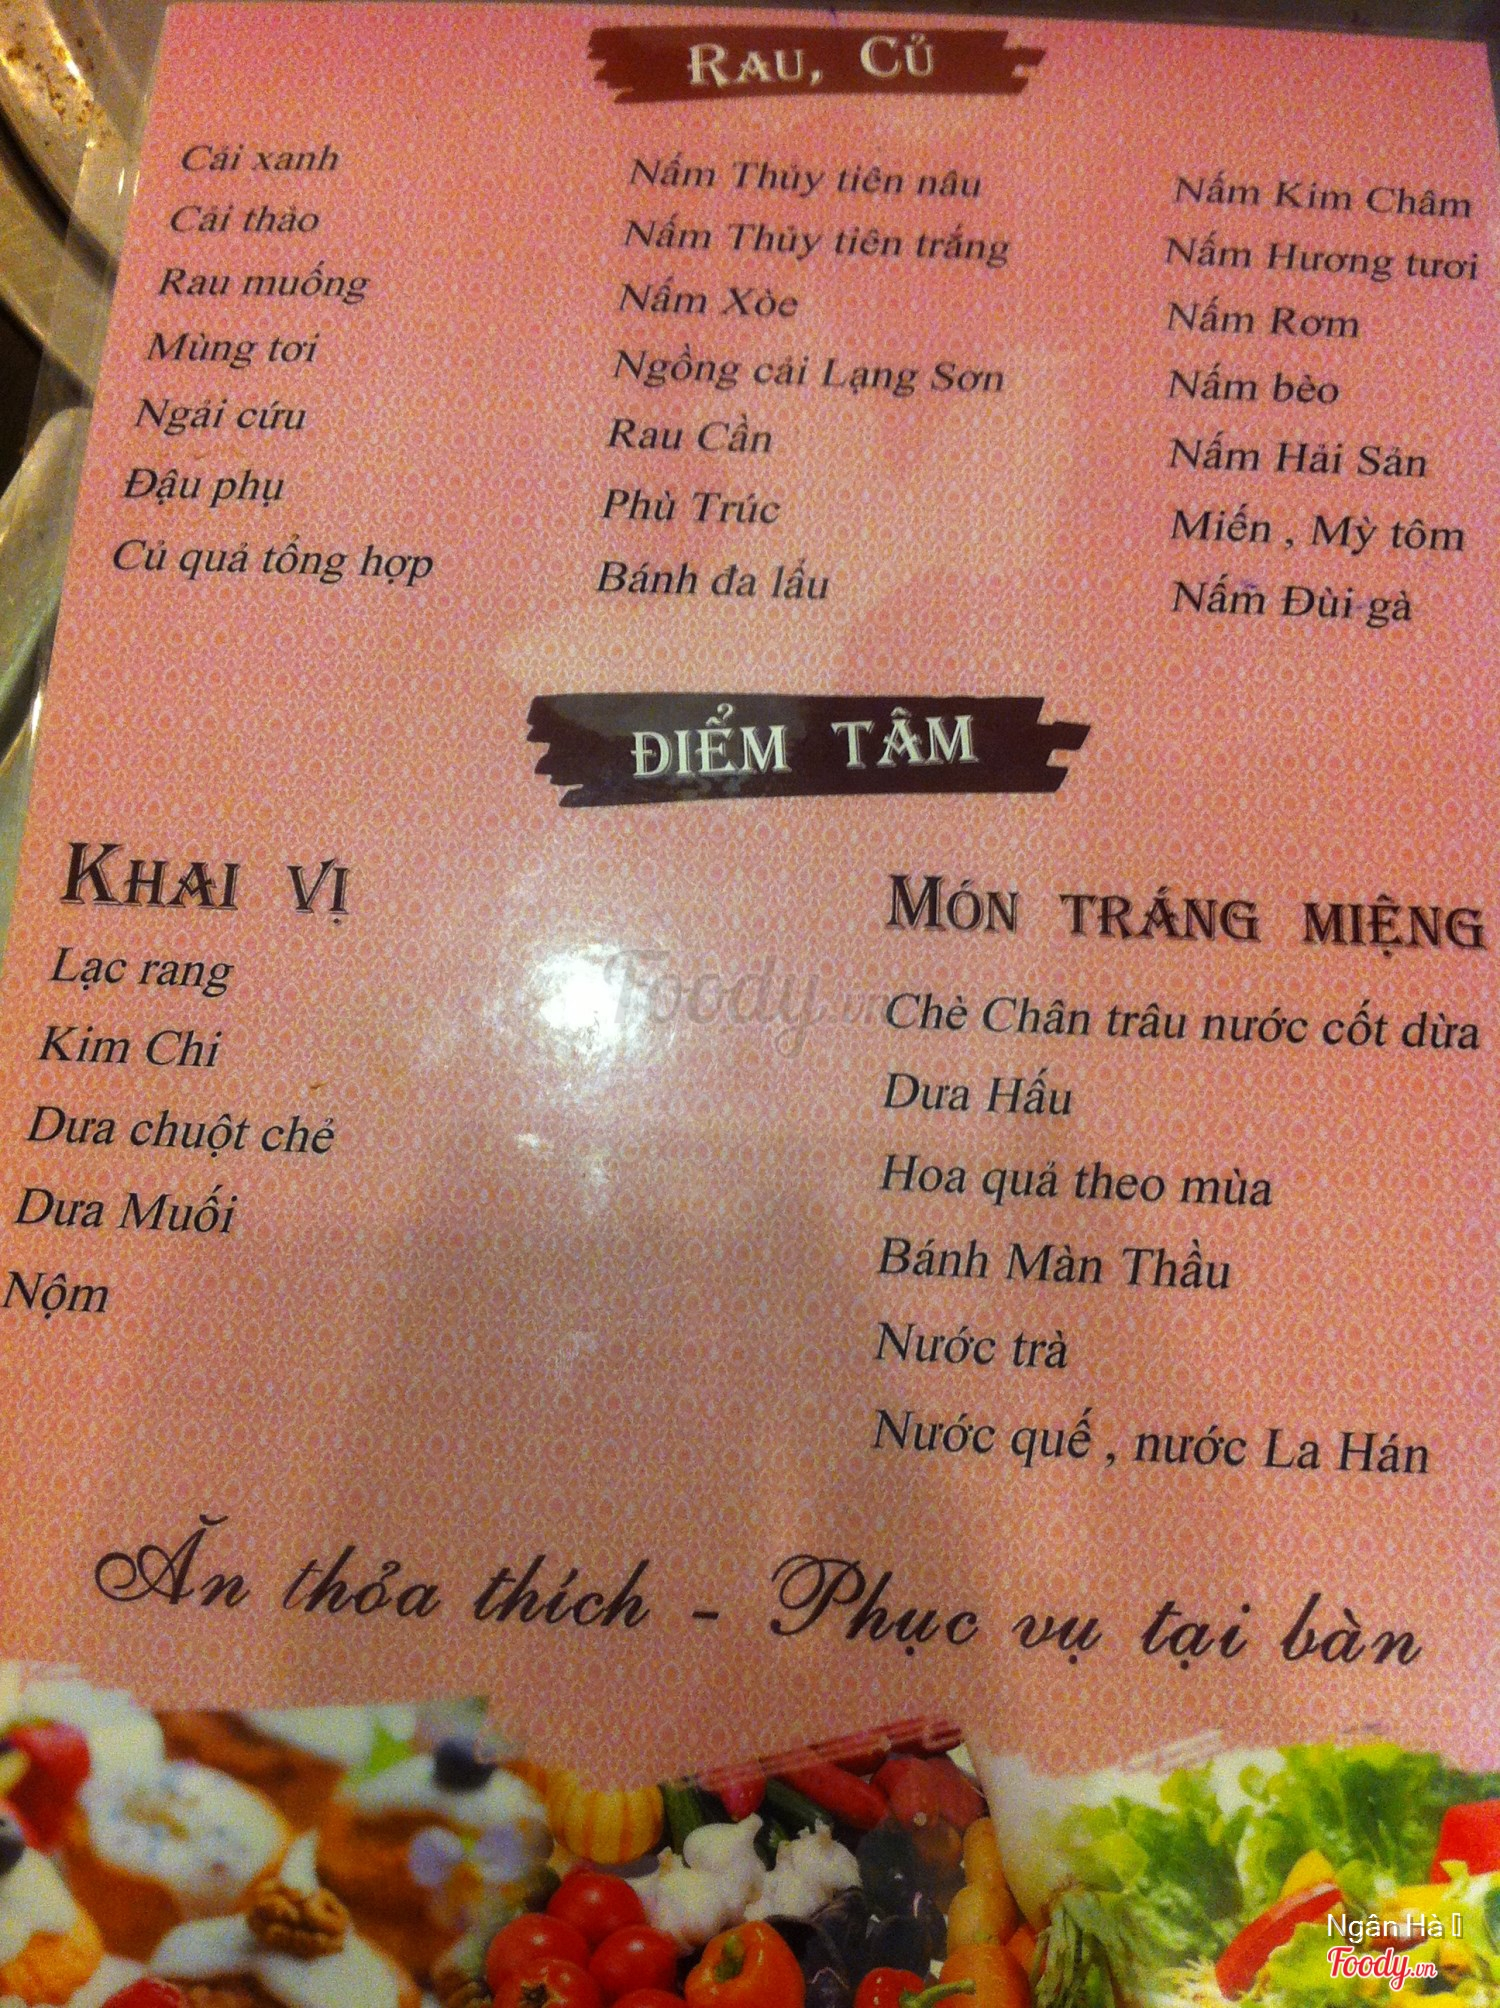 RAU, CỦ
Cải xanh
Cải thảo
Rau muống
Mùng tơi
Ngải cứu
Đậu phụ
Củ quả tổng hợp
Nấm Thủy tiên nâu
Nấm Thủy tiên trắng
Nấm Xòe
Ngồng cải Lạng Sơn
Rau Cần
Phù Trúc
Bánh đa lẩu
Nấm Kim Châm
Nấm Hương tươi
Nấm Rơm
Nấm bèo
Nấm Hải Sản
Miến , Mỳ tôm
Nấm Đùi gà
ĐIỂM TÂM
KHAI VỊ
Lạc rang
Kim Chi
Dưa chuột chẻ
Dưa Muối
Nộm
MÓN TRÁNG MIỆNG
Chè Chân trâu nước cốt dừa
Dưa Hấu
Hoa quả theo mùa
Bánh Màn Thầu
Nước trà
Nước quế , nước La Hán
Foody.vn
Ăn thỏa thích - Phục vụ tại bàn
Ngân Hà
Foody.vn